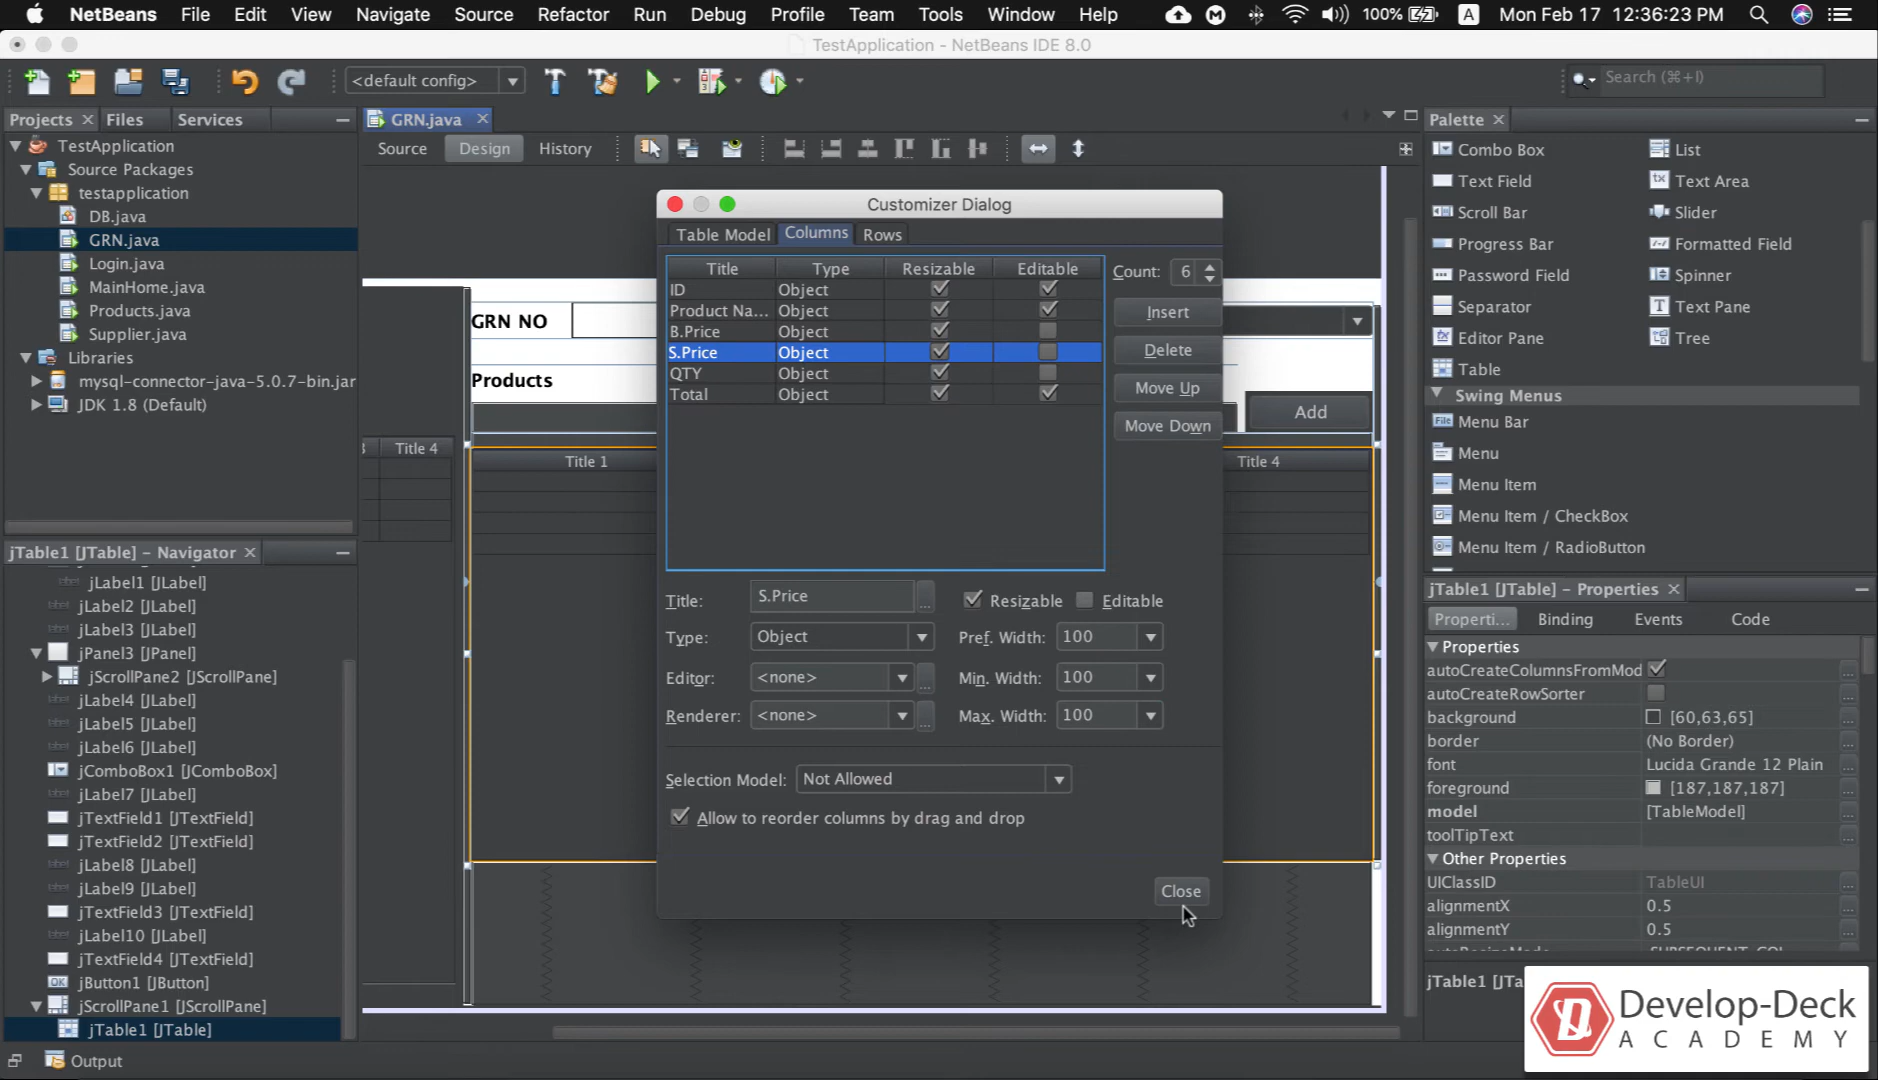 NetBeans File Edit View Navigate Source Refactor Run Debug Profile Team Tools Window Help 100% A Mon Feb 17 12:36:23 PM
TestApplication - NetBeans IDE 8.0
<default config>
Search (⌘+I)
Projects Files Services
GRN.java
Palette
Source Design History
TestApplication
Source Packages
testapplication
DB.java
GRN.java
Login.java
MainHome.java
Products.java
Supplier.java
Libraries
mysql-connector-java-5.0.7-bin.jar
JDK 1.8 (Default)
jTable1 [JTable] - Navigator
jLabel1 [JLabel]
jLabel2 [JLabel]
jLabel3 [JLabel]
jPanel3 [JPanel]
jScrollPane2 [JScrollPane]
jLabel4 [JLabel]
jLabel5 [JLabel]
jLabel6 [JLabel]
jComboBox1 [JComboBox]
jLabel7 [JLabel]
jTextField1 [JTextField]
jTextField2 [JTextField]
jLabel8 [JLabel]
jLabel9 [JLabel]
jTextField3 [JTextField]
jLabel10 [JLabel]
jTextField4 [JTextField]
jButton1 [JButton]
jScrollPane1 [JScrollPane]
jTable1 [JTable]
Output
GRN NO
Products
Add
3 Title 4
Title 1 Title 4
Customizer Dialog
Table Model Columns Rows
Title Type Resizable Editable
ID Object
Product Na... Object
B.Price Object
S.Price Object
QTY Object
Total Object
Count: 6
Insert
Delete
Move Up
Move Down
Title: S.Price ... Resizable Editable
Type: Object Pref. Width: 100
Editor: <none> ... Min. Width: 100
Renderer: <none> ... Max. Width: 100
Selection Model: Not Allowed
Allow to reorder columns by drag and drop
Close
Combo Box List
Text Field Text Area
Scroll Bar Slider
Progress Bar Formatted Field
Password Field Spinner
Separator Text Pane
Editor Pane Tree
Table
Swing Menus
Menu Bar
Menu
Menu Item
Menu Item / CheckBox
Menu Item / RadioButton
jTable1 [JTable] - Properties
Properti... Binding Events Code
Properties
autoCreateColumnsFromMod ...
autoCreateRowSorter ...
background [60,63,65] ...
border (No Border) ...
font Lucida Grande 12 Plain ...
foreground [187,187,187] ...
model [TableModel] ...
toolTipText ...
Other Properties
UIClassID TableUI ...
alignmentX 0.5 ...
alignmentY 0.5 ...
jTable1 [JTa
Develop-Deck
ACADEMY